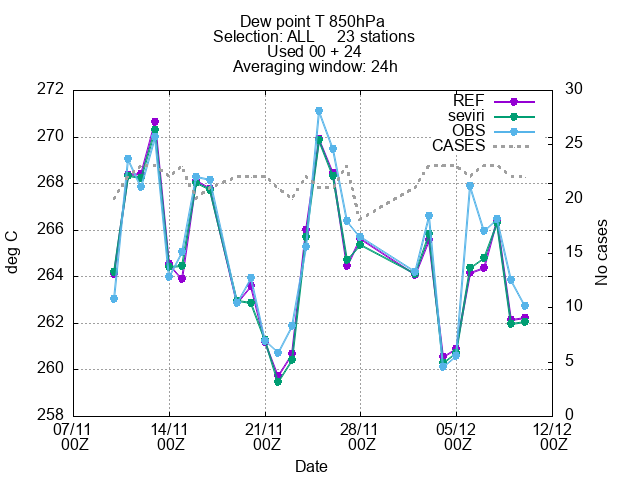 Dew point T 850hPa
Selection: ALL 23 stations
Used 00 + 24
Averaging window: 24h
272
270
268
266
264
262
260
258
30
25
20
15
10
5
0
REF
seviri
OBS
CASES
deg C
No cases
07/11 14/11 21/11 28/11 05/12 12/12
00Z 00Z 00Z 00Z 00Z 00Z
Date